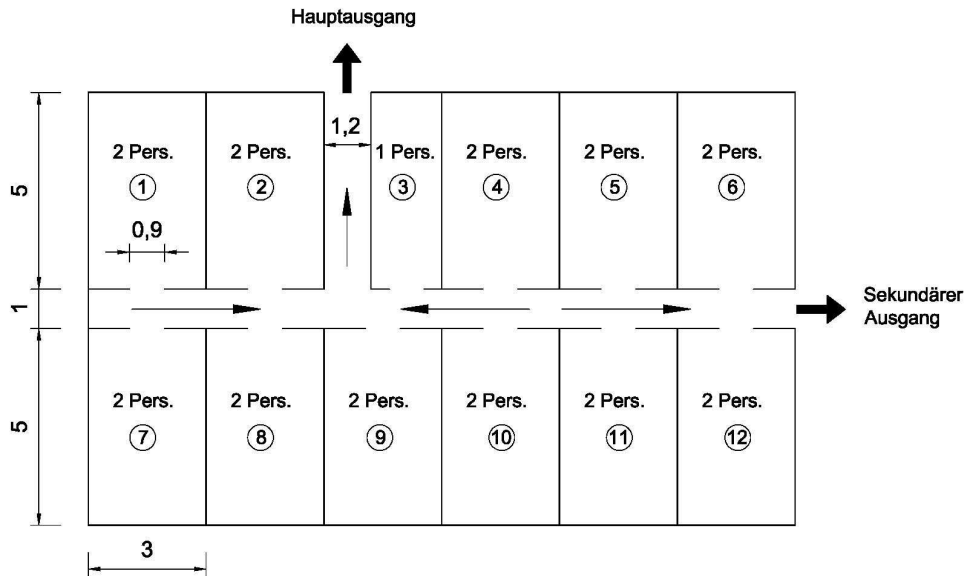 Hauptausgang
1,2
2 Pers.
1
2 Pers.
2
1 Pers.
3
2 Pers.
4
2 Pers.
5
2 Pers.
6
5
0,9
1
Sekundärer
Ausgang
5
2 Pers.
7
2 Pers.
8
2 Pers.
9
2 Pers.
10
2 Pers.
11
2 Pers.
12
3